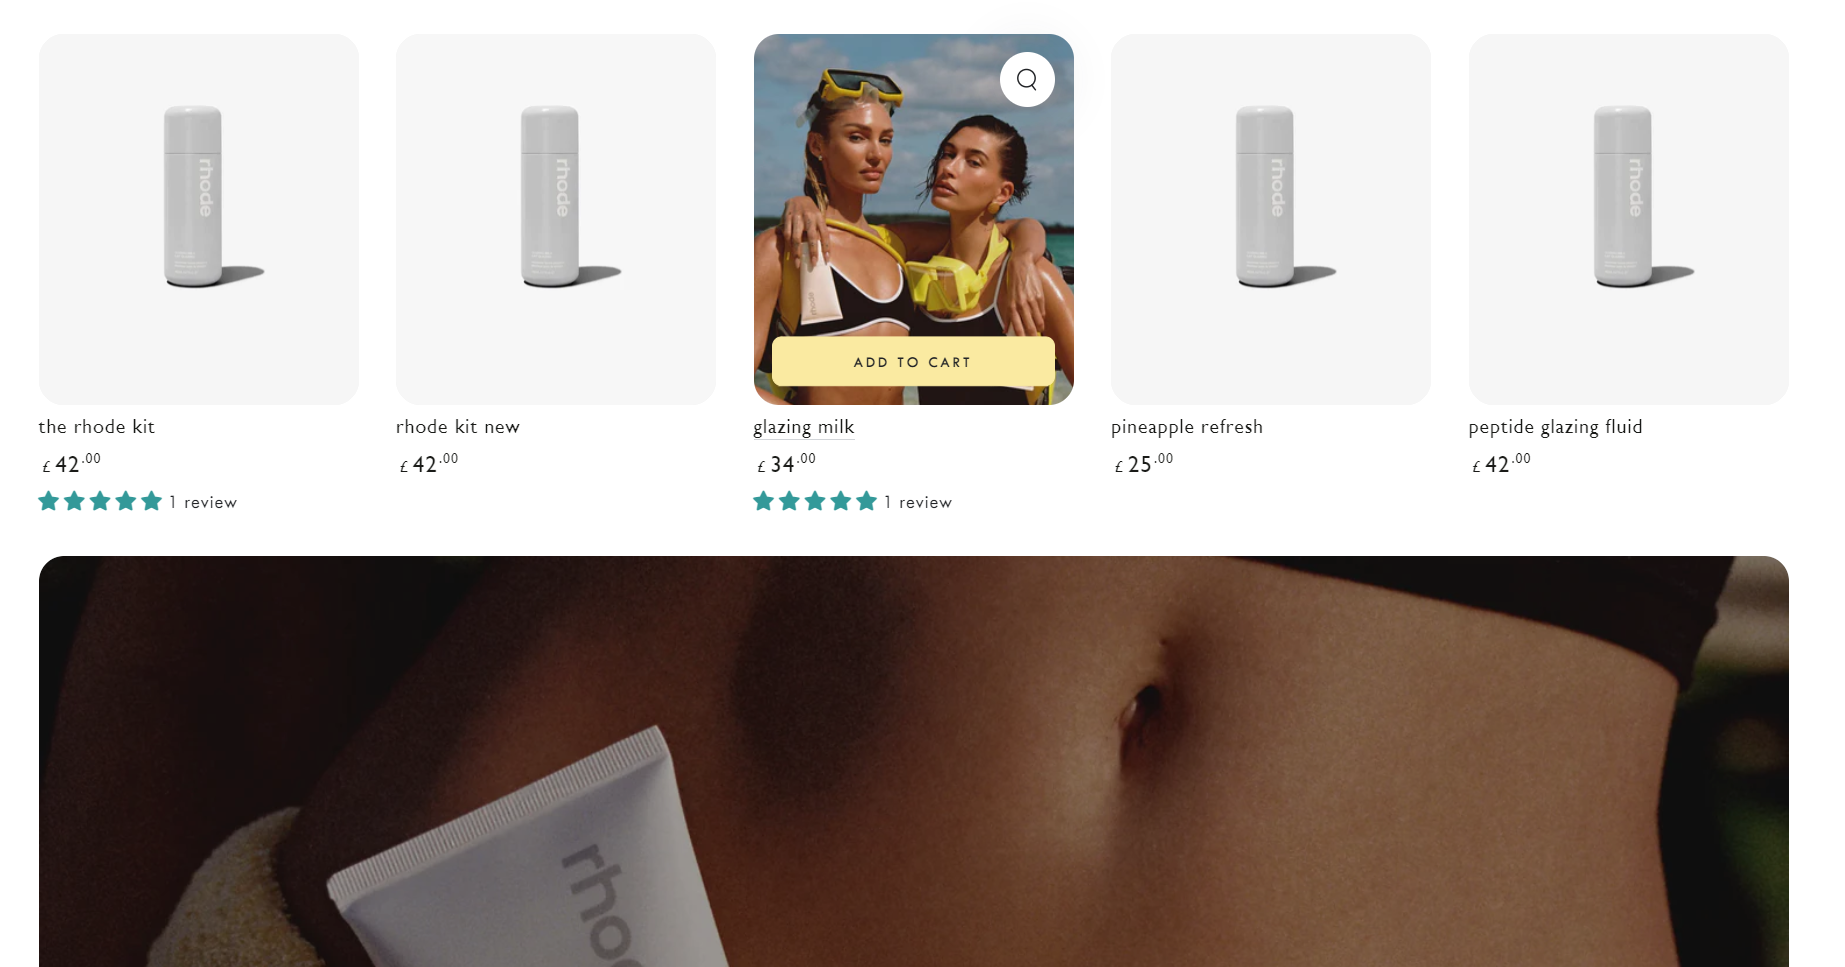 rhode
rhode
rhode
rhode
rhode
ADD TO CART
the rhode kit
rhode kit new
glazing milk
pineapple refresh
peptide glazing fluid
£ 42.00
£ 42.00
£ 34.00
£ 25.00
£ 42.00
1 review
1 review